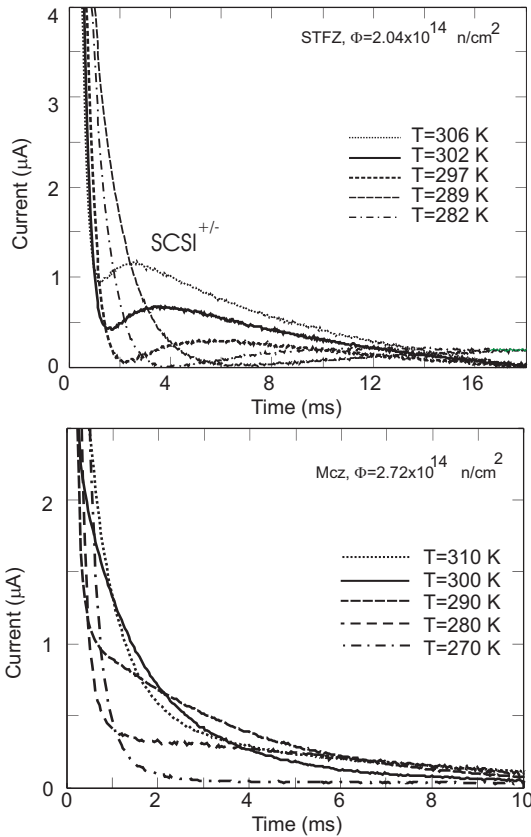 4
3
2
1
0
Current (μA)
STFZ, Φ=2.04x10^14 n/cm^2
T=306 K
T=302 K
T=297 K
T=289 K
T=282 K
SCSI^+/-
0 4 8 12 16
Time (ms)
2
1
0
Current (μA)
Mcz, Φ=2.72x10^14 n/cm^2
T=310 K
T=300 K
T=290 K
T=280 K
T=270 K
0 2 4 6 8 10
Time (ms)